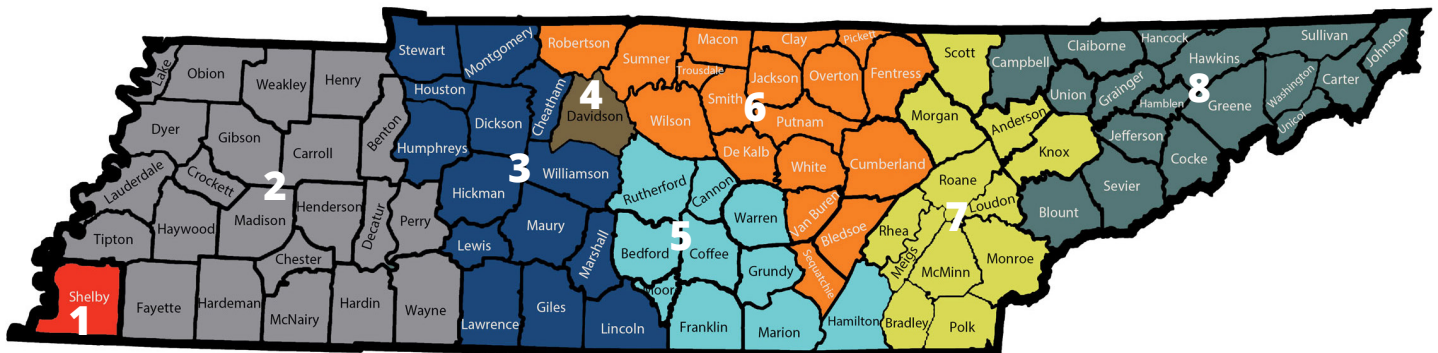 Lake
Obion
Weakley
Henry
Dyer
Gibson
Carroll
Benton
Lauderdale
Crockett
2
Madison
Henderson
Decatur
Perry
Tipton
Haywood
Chester
Shelby
1
Fayette
Hardeman
McNairy
Hardin
Wayne
Stewart
Montgomery
Houston
Dickson
Cheatham
Humphreys
3
Williamson
Hickman
Maury
Lewis
Marshall
Lawrence
Giles
Lincoln
4
Davidson
Robertson
Sumner
Macon
Clay
Pickett
Trousdale
Jackson
Overton
Fentress
Smith
6
Wilson
Putnam
De Kalb
White
Cumberland
Van Buren
Bledsoe
Sequatchie
Rutherford
Cannon
Warren
5
Bedford
Coffee
Grundy
Moore
Franklin
Marion
Hamilton
Scott
Morgan
Anderson
Knox
Roane
Loudon
7
Rhea
Meigs
McMinn
Monroe
Bradley
Polk
Campbell
Claiborne
Hancock
Hawkins
Sullivan
Johnson
Union
Grainger
Hamblen
8
Greene
Washington
Carter
Unicoi
Jefferson
Cocke
Sevier
Blount